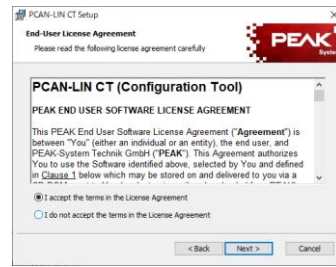 PCAN-LIN CT Setup
End-User License Agreement
Please read the following license agreement carefully
PEAK
System
PCAN-LIN CT (Configuration Tool)
PEAK END USER SOFTWARE LICENSE AGREEMENT
This PEAK End User Software License Agreement ("Agreement") is
between "You" (either an individual or an entity), the end user, and
PEAK-System Technik GmbH ("PEAK"). This Agreement authorizes
You to use the Software identified above, selected by You and defined
in Clause 1 below which may be stored on and delivered to you via a
I accept the terms in the License Agreement
I do not accept the terms in the License Agreement
< Back
Next >
Cancel